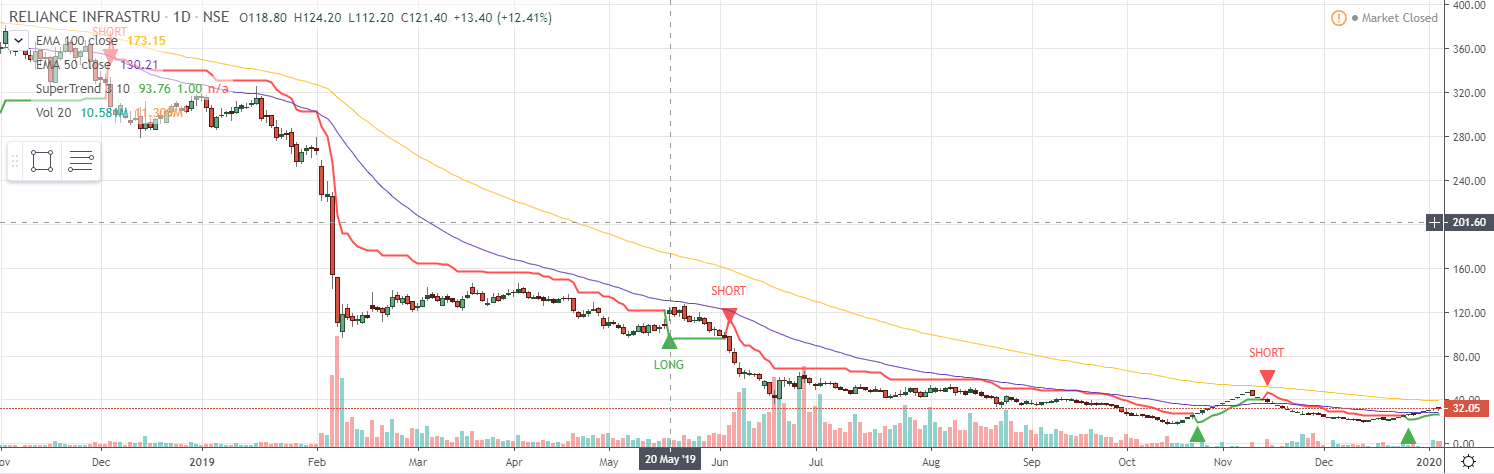 RELIANCE INFRASTRU · 1D · NSE O118.80 H124.20 L112.20 C121.40 +13.40 (+12.41%)
Market Closed
SHORT
EMA 100 close 173.15
EMA 50 close 130.21
SuperTrend 3 10 93.76 1.00 n/a
Vol 20 10.581M
400.00
360.00
320.00
280.00
240.00
201.60
160.00
120.00
80.00
40.00
32.05
0.00
SHORT
LONG
SHORT
ov Dec 2019 Feb Mar Apr May 20 May '19 Jun Jul Aug Sep Oct Nov Dec 2020